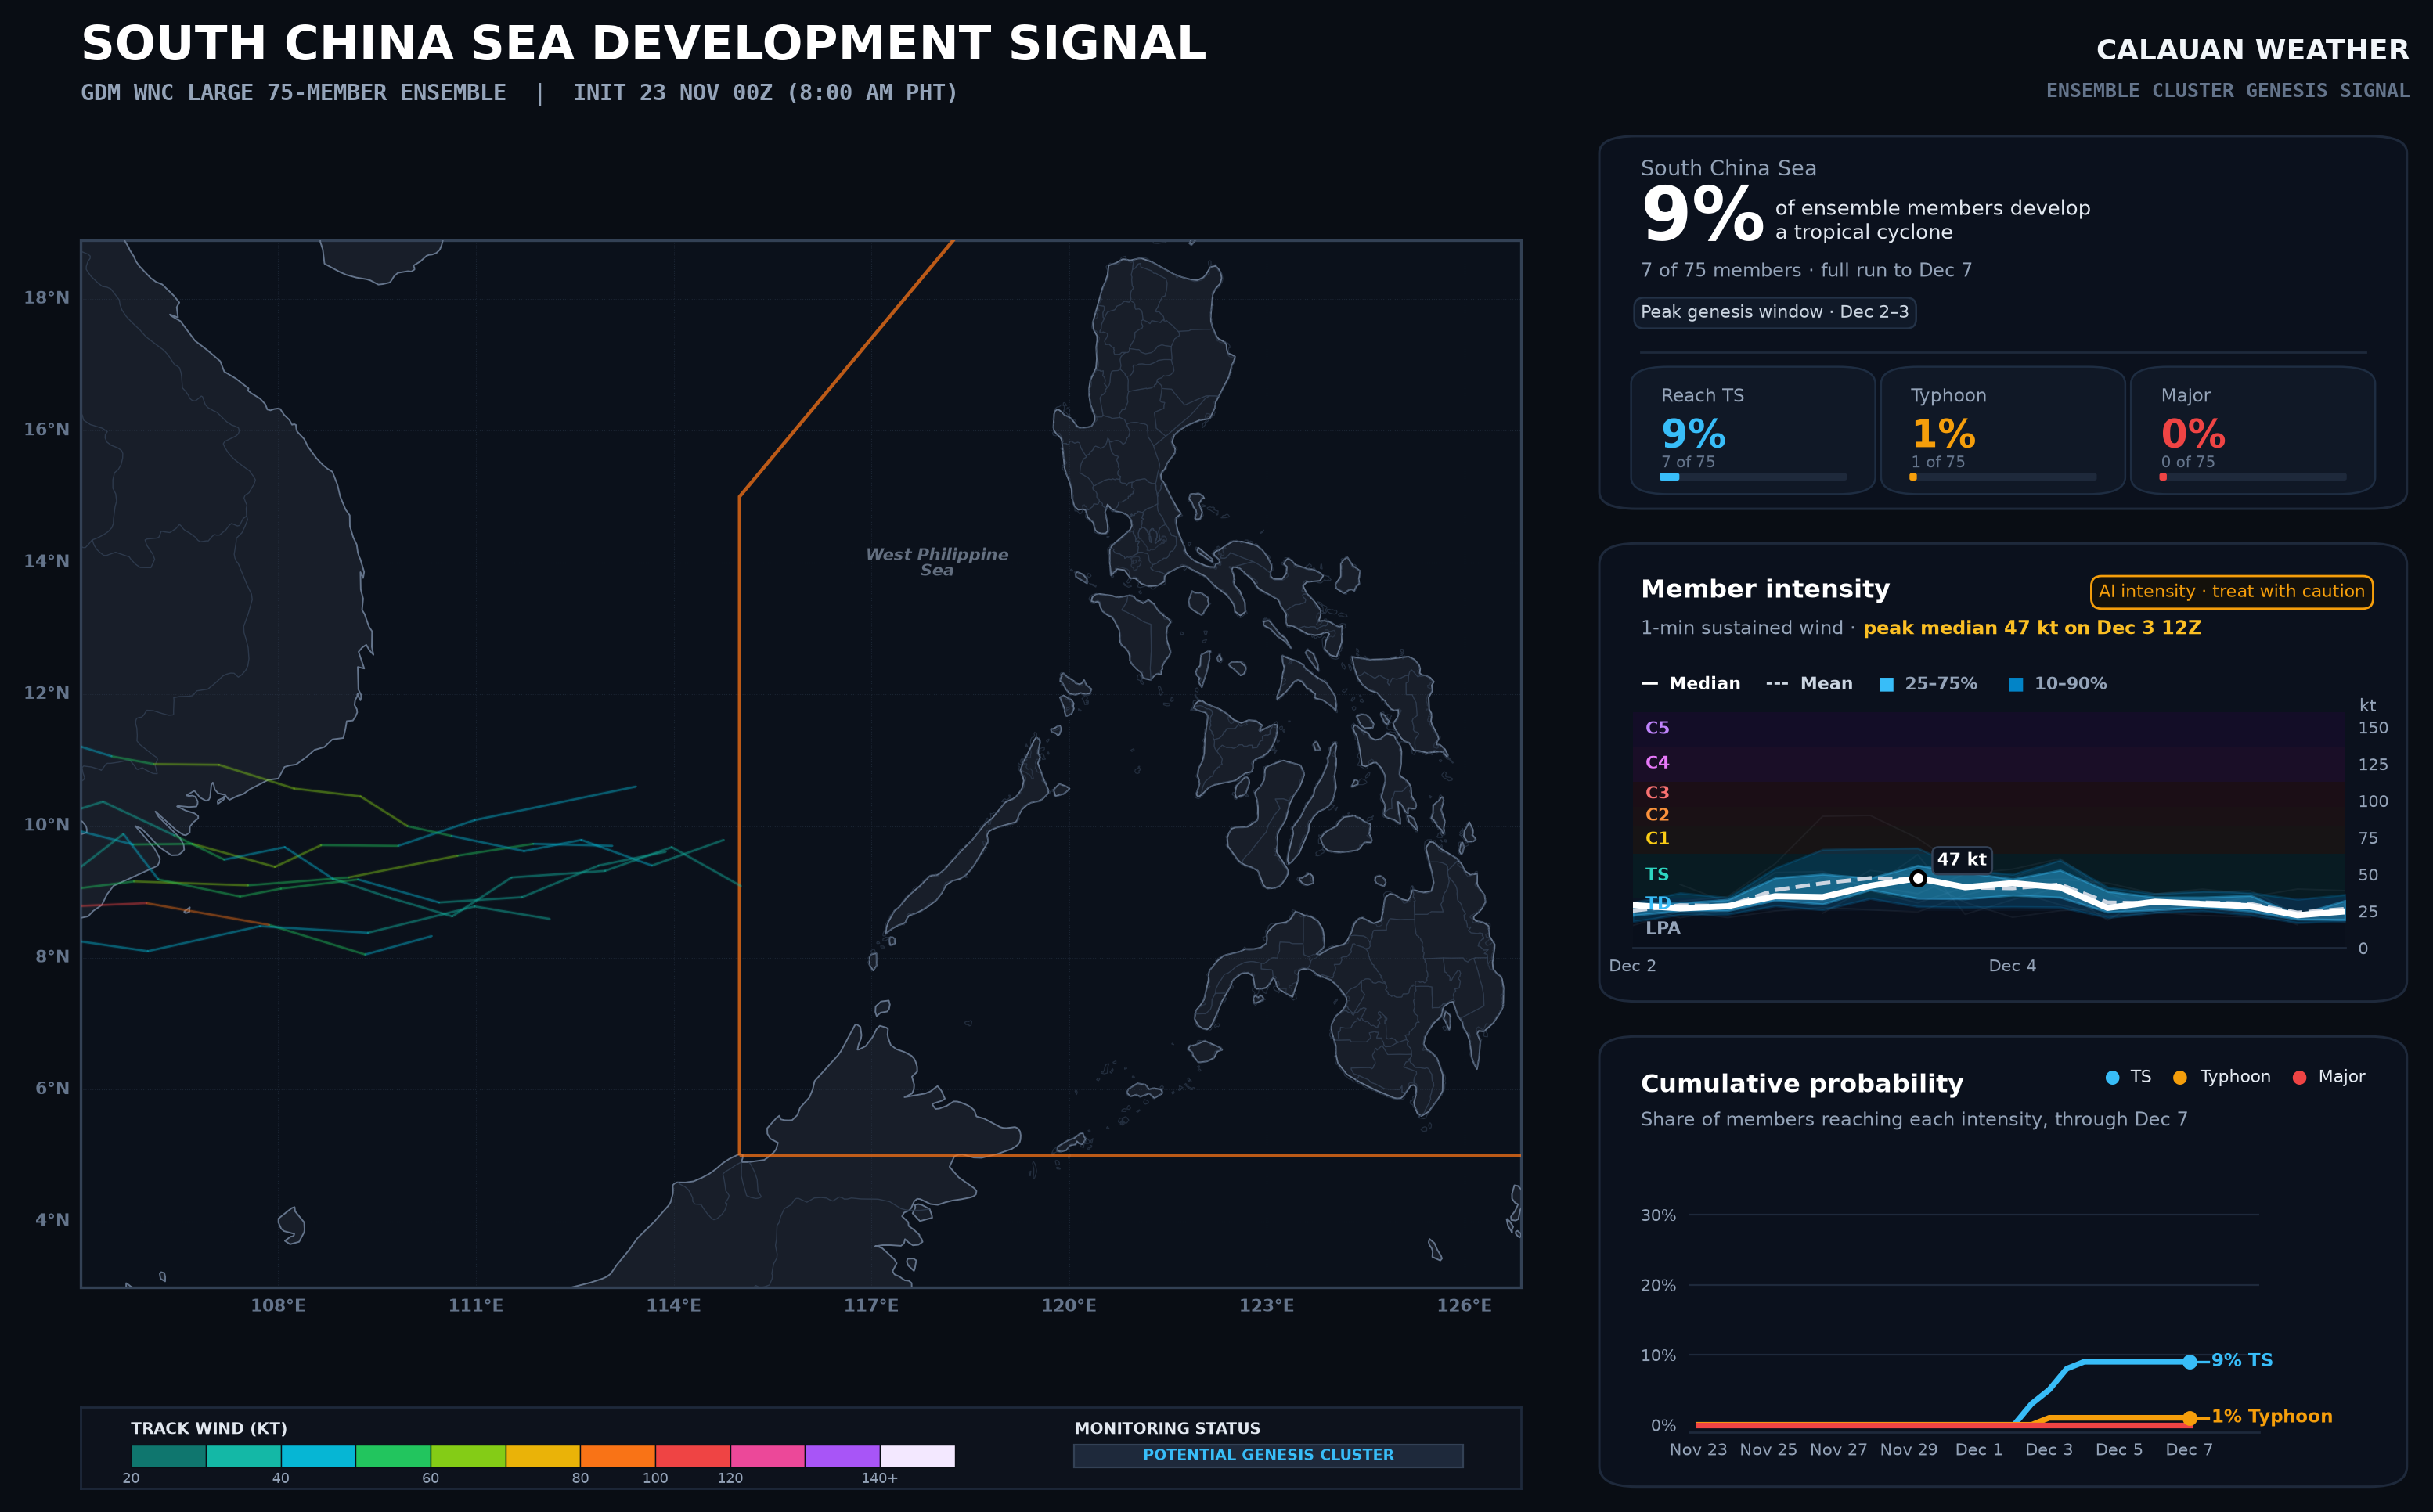 SOUTH CHINA SEA DEVELOPMENT SIGNAL
GDM WNC LARGE 75-MEMBER ENSEMBLE | INIT 23 NOV 00Z (8:00 AM PHT)
CALAUAN WEATHER
ENSEMBLE CLUSTER GENESIS SIGNAL
18°N
16°N
14°N
12°N
10°N
8°N
6°N
4°N
108°E
111°E
114°E
117°E
120°E
123°E
126°E
West Philippine
Sea
TRACK WIND (KT)
20
40
60
80
100
120
140+
MONITORING STATUS
POTENTIAL GENESIS CLUSTER
South China Sea
9%
of ensemble members develop
a tropical cyclone
7 of 75 members · full run to Dec 7
Peak genesis window · Dec 2–3
Reach TS
9%
7 of 75
Typhoon
1%
1 of 75
Major
0%
0 of 75
Member intensity
AI intensity · treat with caution
1-min sustained wind · peak median 47 kt on Dec 3 12Z
Median
Mean
25–75%
10–90%
kt
C5
C4
C3
C2
C1
TS
TD
LPA
47 kt
150
125
100
75
50
25
0
Dec 2
Dec 4
Cumulative probability
TS
Typhoon
Major
Share of members reaching each intensity, through Dec 7
30%
20%
10%
0%
9% TS
1% Typhoon
Nov 23
Nov 25
Nov 27
Nov 29
Dec 1
Dec 3
Dec 5
Dec 7